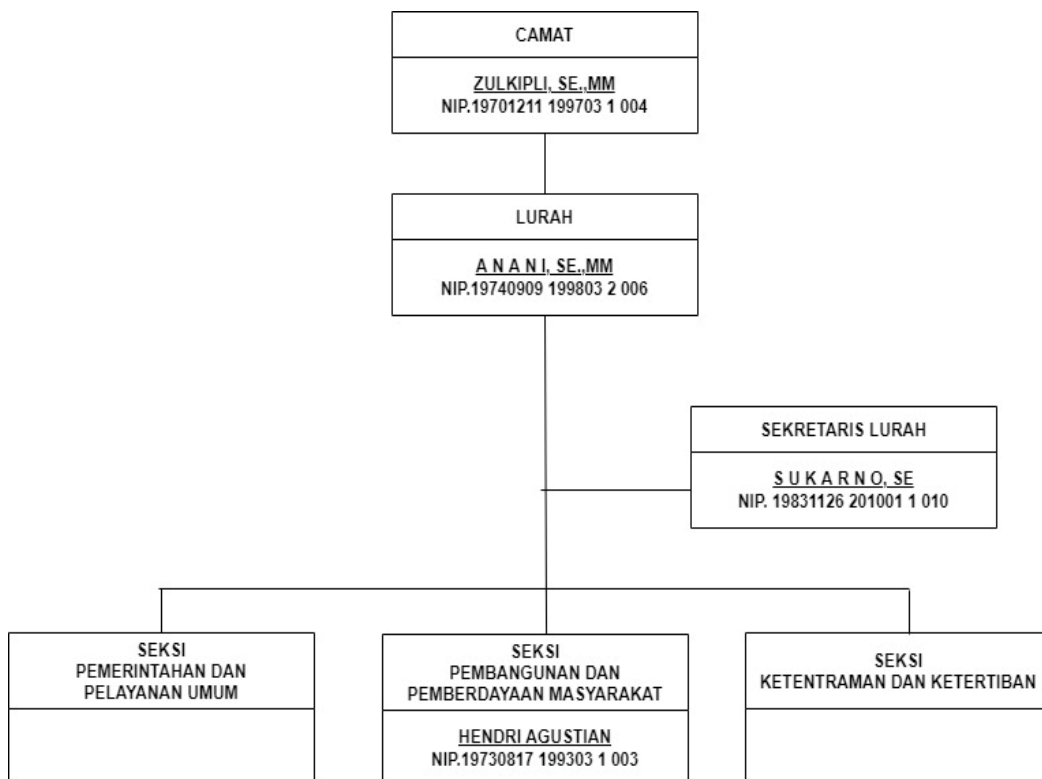 CAMAT
ZULKIPLI, SE.,MM
NIP.19701211 199703 1 004
LURAH
A N A N I, SE.,MM
NIP.19740909 199803 2 006
SEKRETARIS LURAH
S U K A R N O, SE
NIP. 19831126 201001 1 010
SEKSI
PEMERINTAHAN DAN
PELAYANAN UMUM
SEKSI
PEMBANGUNAN DAN
PEMBERDAYAAN MASYARAKAT
HENDRI AGUSTIAN
NIP.19730817 199303 1 003
SEKSI
KETENTRAMAN DAN KETERTIBAN